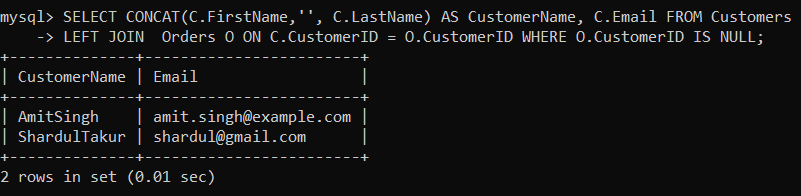 mysql> SELECT CONCAT(C.FirstName,'', C.LastName) AS CustomerName, C.Email FROM Customers
    -> LEFT JOIN  Orders O ON C.CustomerID = O.CustomerID WHERE O.CustomerID IS NULL;
+--------------+------------------------+
| CustomerName | Email                  |
+--------------+------------------------+
| AmitSingh    | amit.singh@example.com |
| ShardulTakur | shardul@gmail.com      |
+--------------+------------------------+
2 rows in set (0.01 sec)